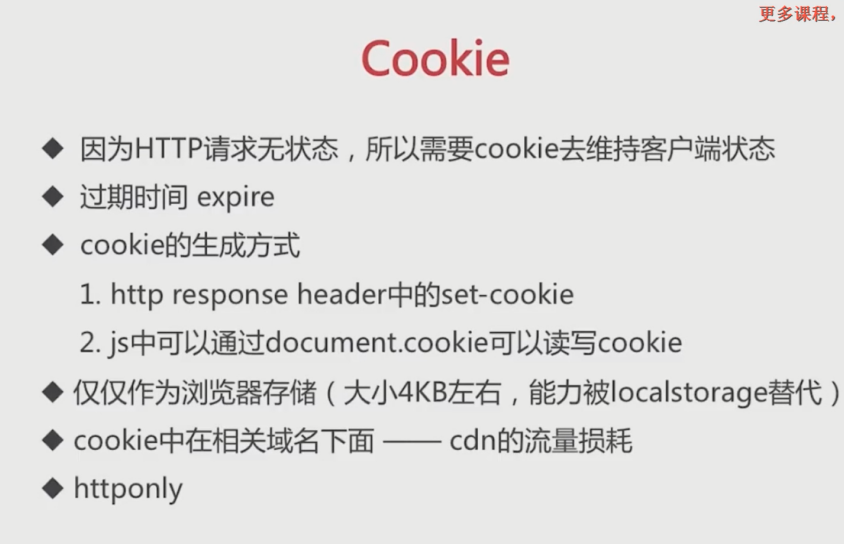 更多课程,
Cookie
◆ 因为HTTP请求无状态，所以需要cookie去维持客户端状态
◆ 过期时间 expire
◆ cookie的生成方式
1. http response header中的set-cookie
2. js中可以通过document.cookie可以读写cookie
◆ 仅仅作为浏览器存储（大小4KB左右，能力被localstorage替代）
◆ cookie中在相关域名下面 —— cdn的流量损耗
◆ httponly